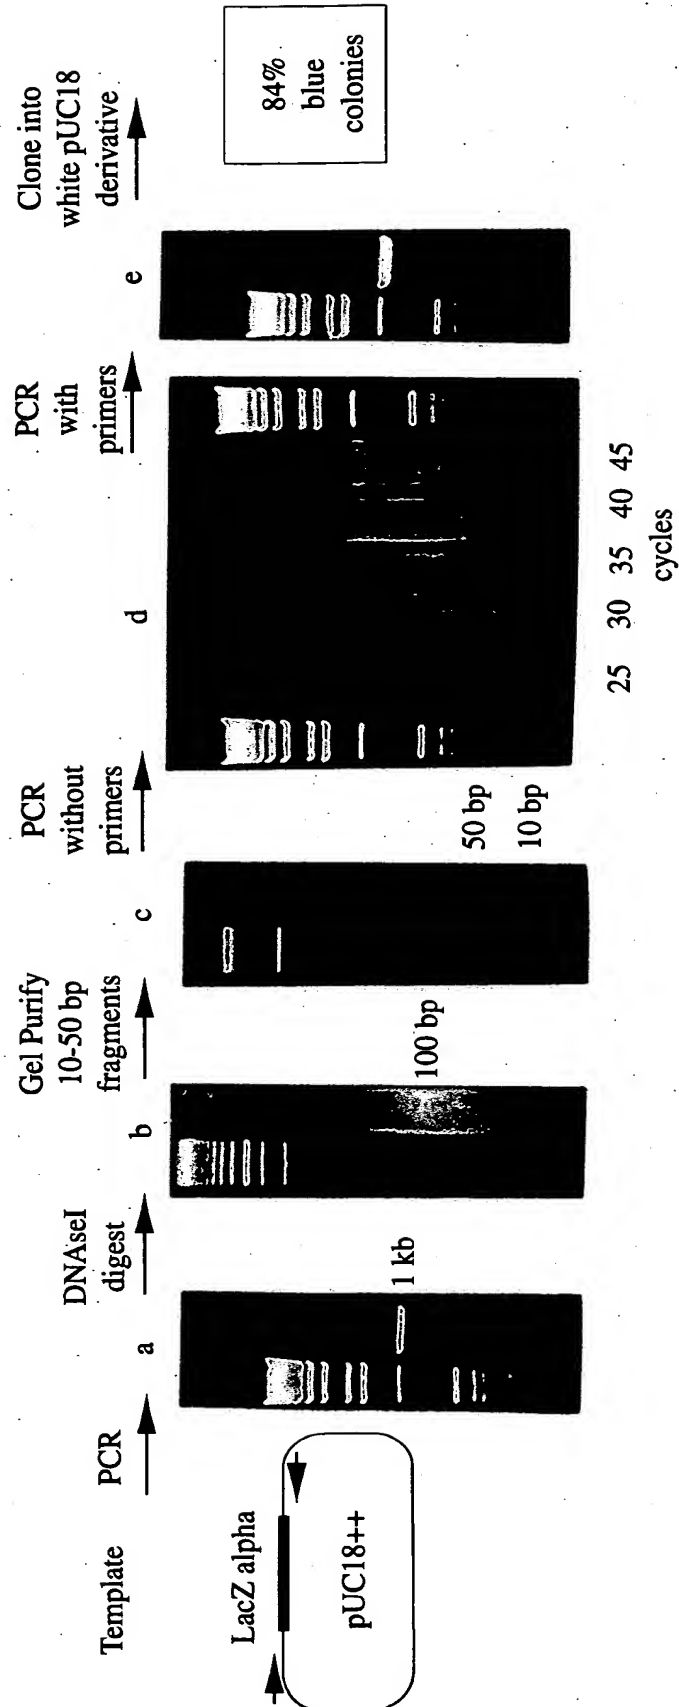 Template
PCR
DNAseI
digest
Gel Purify
10-50 bp
fragments
PCR
without
primers
PCR
with
primers
Clone into
white pUC18
derivative
LacZ alpha
pUC18++
a
1 kb
b
100 bp
c
50 bp
10 bp
d
25 30 35 40 45
cycles
e
84%
blue
colonies